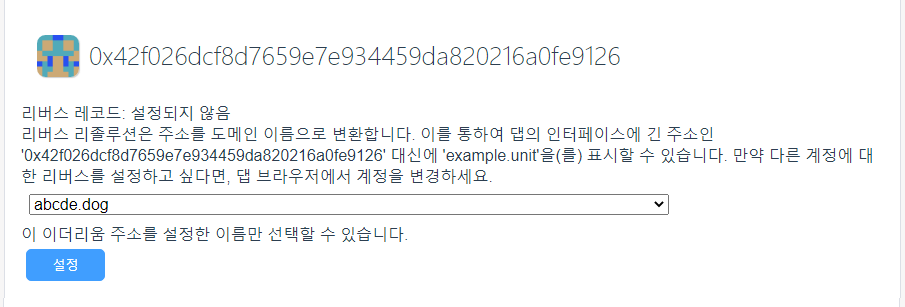 0x42f026dcf8d7659e7e934459da820216a0fe9126
리버스 레코드: 설정되지 않음
리버스 리졸루션은 주소를 도메인 이름으로 변환합니다. 이를 통하여 댑의 인터페이스에 긴 주소인
'0x42f026dcf8d7659e7e934459da820216a0fe9126' 대신에 'example.unit'을(를) 표시할 수 있습니다. 만약 다른 계정에 대
한 리버스를 설정하고 싶다면, 댑 브라우저에서 계정을 변경하세요.
abcde.dog
이 이더리움 주소를 설정한 이름만 선택할 수 있습니다.
설정